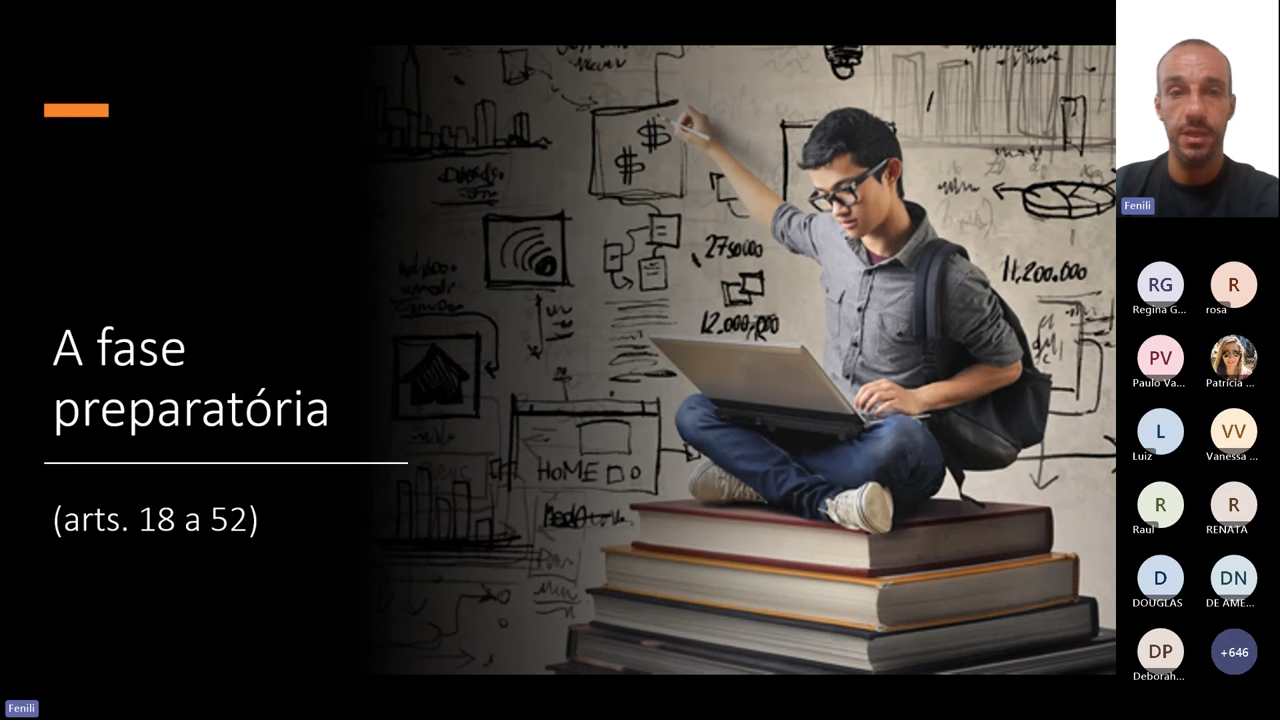 A fase
preparatória
(arts. 18 a 52)
$
$
2750000
12,000,000
11,200.000
HOME
Fenili
RG
Regina G...
R
rosa
PV
Paulo Va...
Patrícia ...
L
Luiz
VV
Vanessa ...
R
Raul
R
RENATA
D
DOUGLAS
DN
DE AME...
DP
Deborah...
+646
Fenili